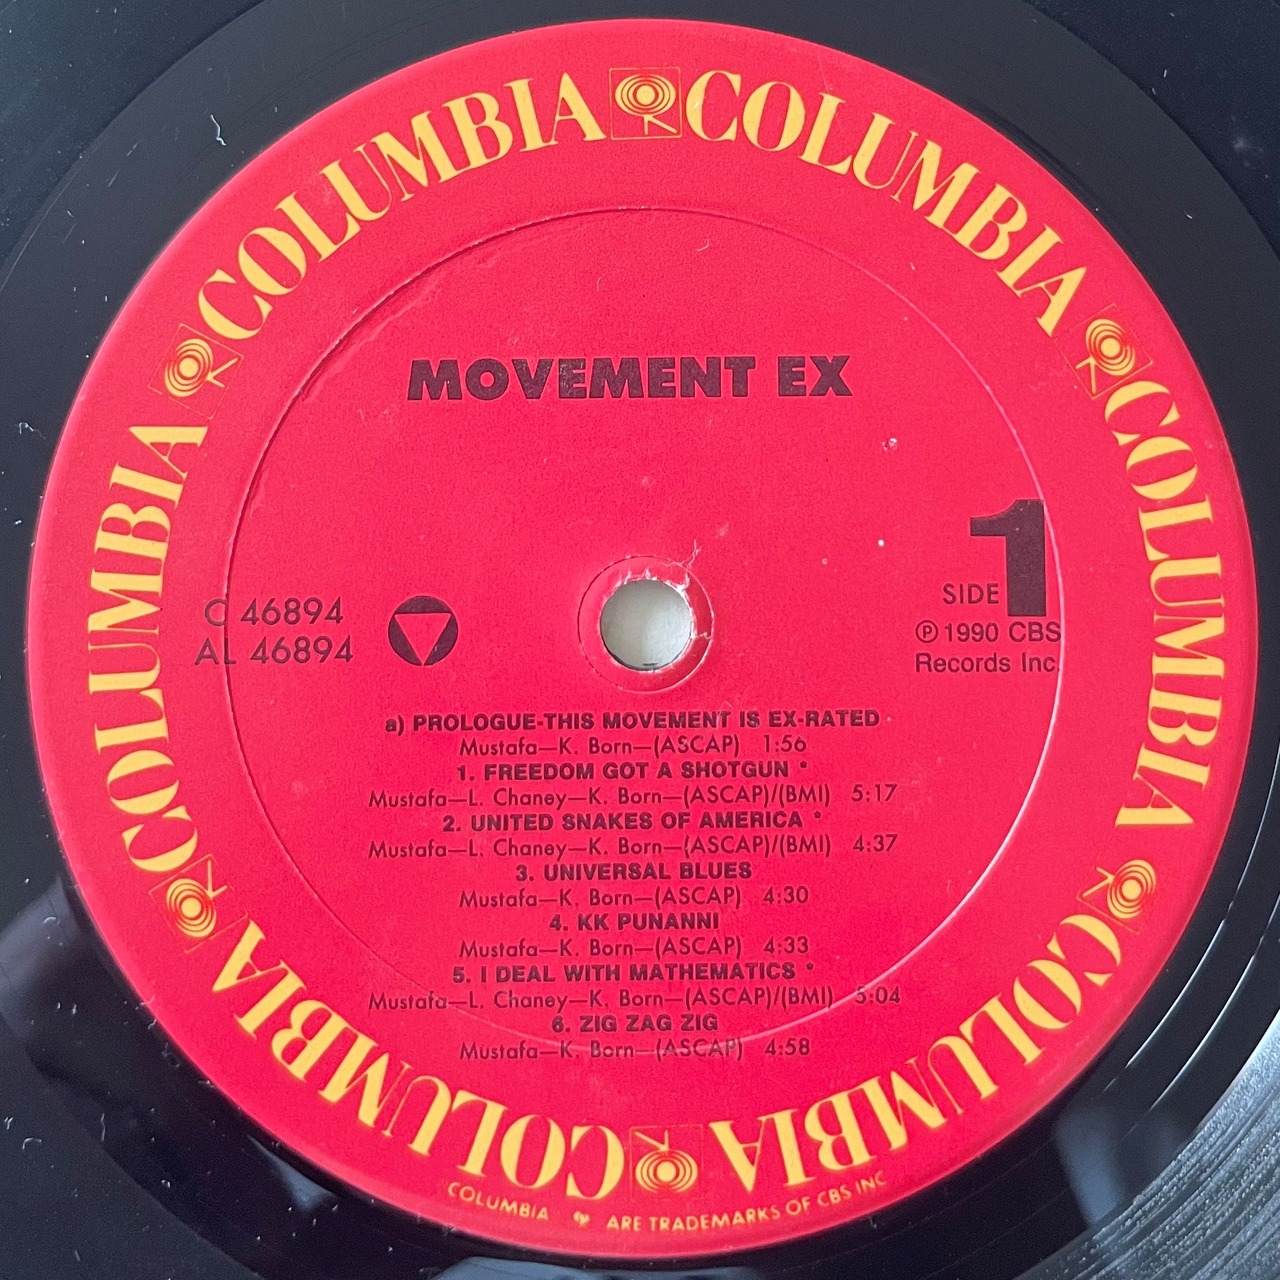 COLUMBIA COLUMBIA COLUMBIA COLUMBIA COLUMBIA COLUMBIA
MOVEMENT EX
C 46894
AL 46894
SIDE 1
℗ 1990 CBS
Records Inc.
a) PROLOGUE-THIS MOVEMENT IS EX-RATED
Mustafa—K. Born—(ASCAP) 1:56
1. FREEDOM GOT A SHOTGUN *
Mustafa—L. Chaney—K. Born—(ASCAP)/(BMI) 5:17
2. UNITED SNAKES OF AMERICA *
Mustafa—L. Chaney—K. Born—(ASCAP)/(BMI) 4:37
3. UNIVERSAL BLUES
Mustafa—K. Born—(ASCAP) 4:30
4. KK PUNANNI
Mustafa—K. Born—(ASCAP) 4:33
5. I DEAL WITH MATHEMATICS *
Mustafa—L. Chaney—K. Born—(ASCAP)/(BMI) 5:04
6. ZIG ZAG ZIG
Mustafa—K. Born—(ASCAP) 4:58
COLUMBIA ARE TRADEMARKS OF CBS INC